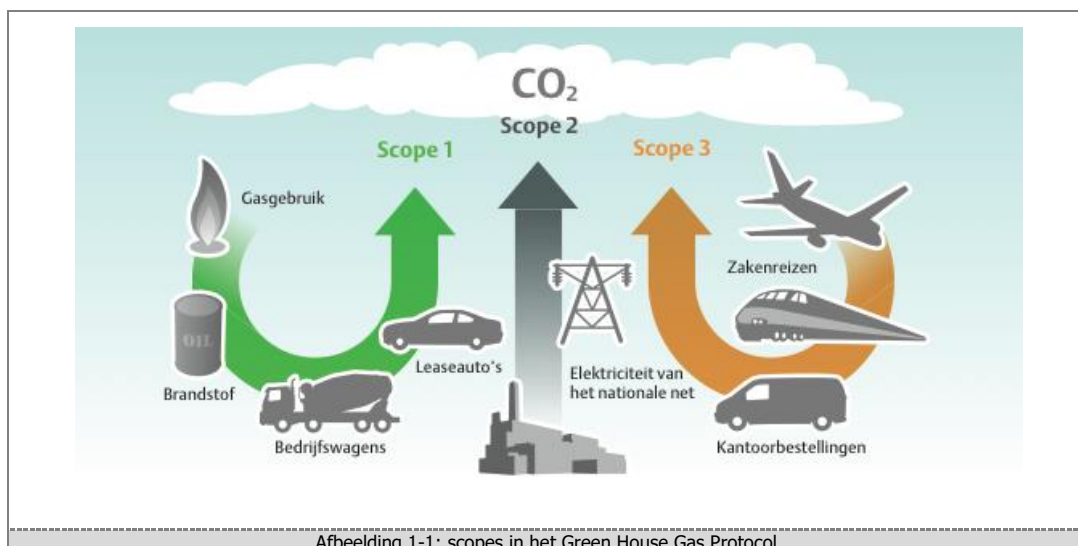 CO₂
Scope 2
Scope 1
Scope 3
Gasgebruik
Zakenreizen
OIL
Leaseauto's
Elektriciteit van
het nationale net
Brandstof
Bedrijfswagens
Kantoorbestellingen
Afbeelding 1-1: scopes in het Green House Gas Protocol